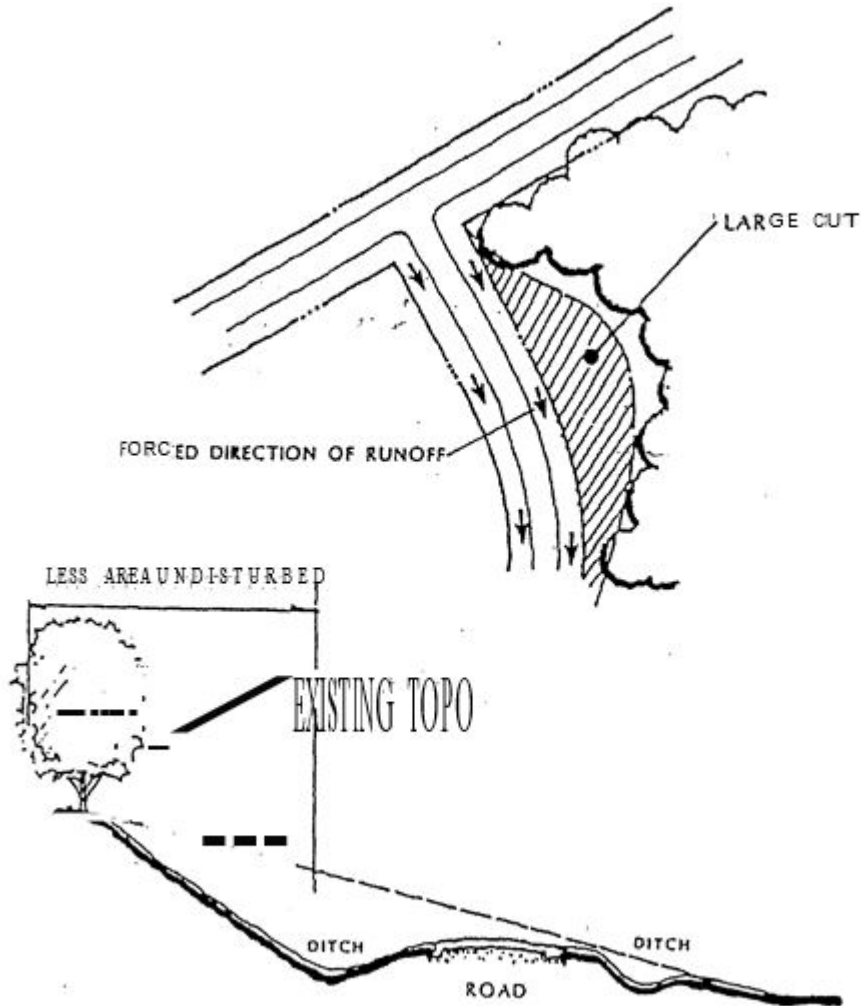 LARGE CUT
FORCED DIRECTION OF RUNOFF
LESS AREA UNDISTURBED
EXISTING TOPO
DITCH
DITCH
ROAD